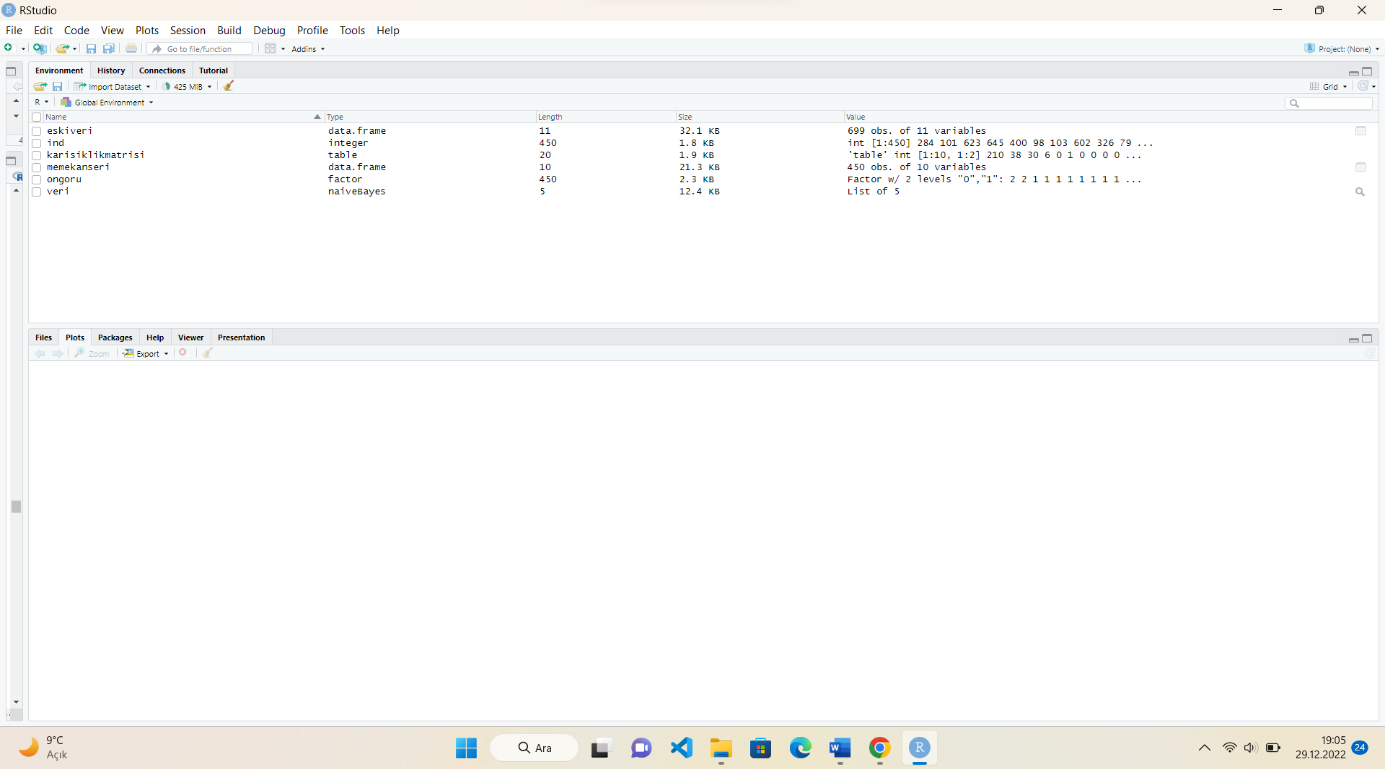 RStudio
File Edit Code View Plots Session Build Debug Profile Tools Help
Go to file/function Addins Project: (None)
Environment History Connections Tutorial
Import Dataset 425 MiB Grid
R Global Environment
Name Type Length Size Value
eskiveri data.frame 11 32.1 KB 699 obs. of 11 variables
ind integer 450 1.8 KB int [1:450] 284 101 623 645 400 98 103 602 326 79 ...
karisiklikmatrisi table 20 1.9 KB 'table' int [1:10, 1:2] 210 38 30 6 0 1 0 0 0 0 ...
memekanseri data.frame 10 21.3 KB 450 obs. of 10 variables
ongoru factor 450 2.3 KB Factor w/ 2 levels "0","1": 2 2 1 1 1 1 1 1 1 1 ...
veri naiveBayes 5 12.4 KB List of 5
Files Plots Packages Help Viewer Presentation
Zoom Export
9°C
Açık
Ara
19:05
29.12.2022
24